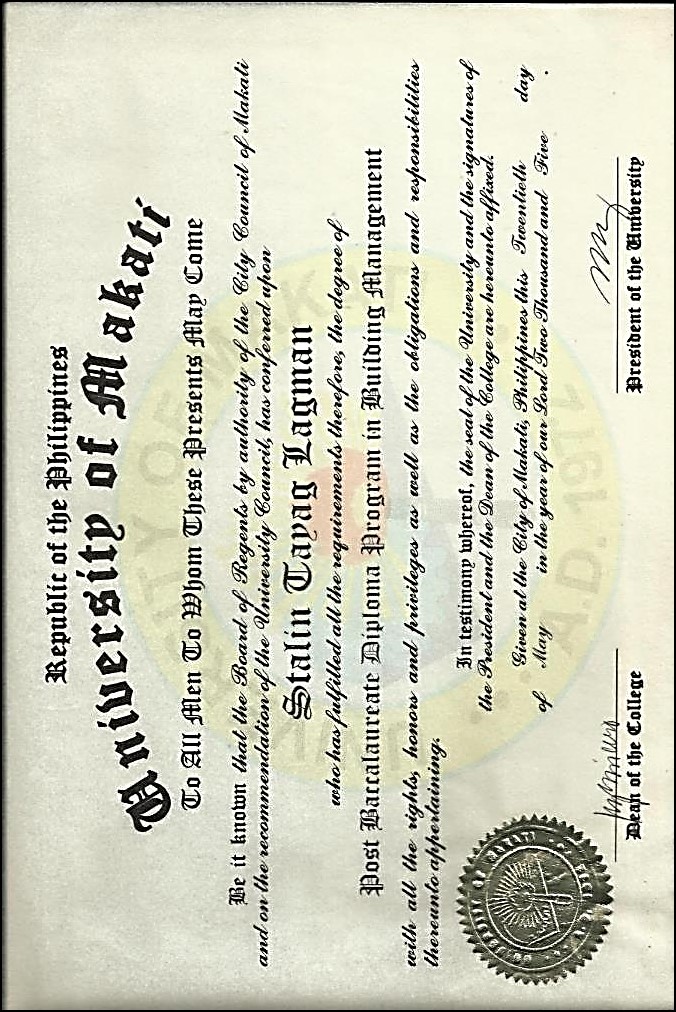 Republic of the Philippines
University of Makati
To All Men To Whom These Presents May Come
Be it known that the Board of Regents by authority of the City Council of Makati
and on the recommendation of the University Council, has conferred upon
Stalin Tayag Lagman
who has fulfilled all the requirements therefore, the degree of
Post Baccalaureate Diploma Program in Building Management
with all the rights, honors and privileges as well as the obligations and responsibilities
thereunto appertaining.
In testimony whereof, the seal of the University and the signatures of
the President and the Dean of the College are hereunto affixed.
Given at the City of Makati, Philippines this Twentieth day
of May in the year of our Lord Two Thousand and Five .
Dean of the College
President of the University
UNIVERSITY OF MAKATI
A.D. 1972